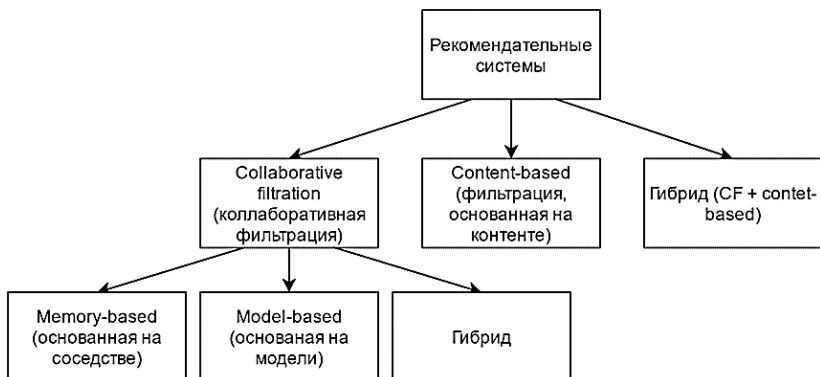 Рекомендательные
системы
Collaborative
filtration
(коллаборативная
фильтрация)
Content-based
(фильтрация,
основанная на
контенте)
Гибрид (CF + contet-
based)
Memory-based
(основанная на
соседстве)
Model-based
(основаная на
модели)
Гибрид